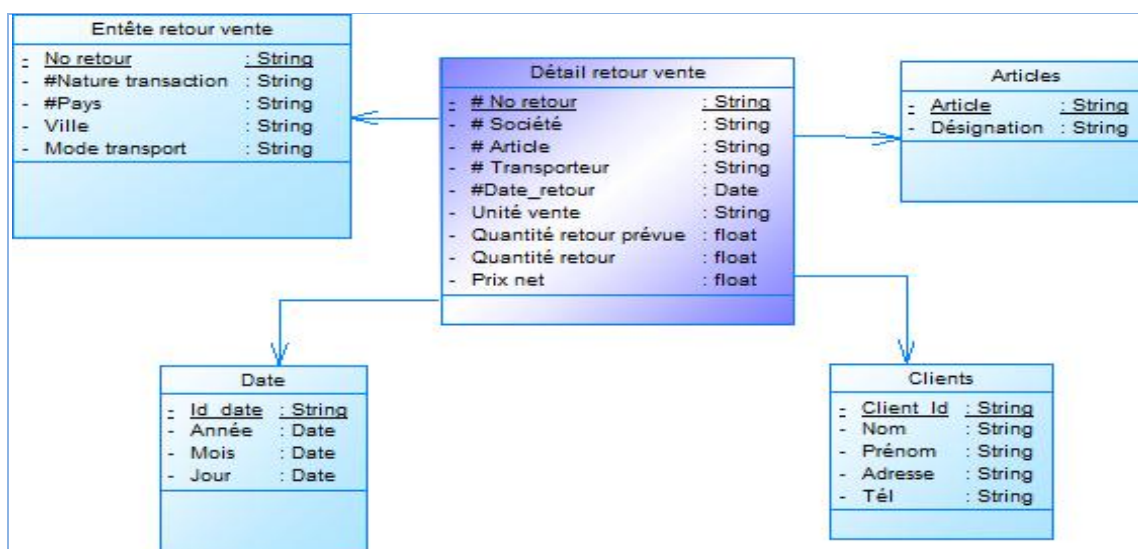 Entête retour vente
- No retour : String
- #Nature transaction : String
- #Pays : String
- Ville : String
- Mode transport : String
Détail retour vente
- # No retour : String
- # Société : String
- # Article : String
- # Transporteur : String
- #Date_retour : Date
- Unité vente : String
- Quantité retour prévue : float
- Quantité retour : float
- Prix net : float
Articles
- Article : String
- Désignation : String
Date
- Id_date : String
- Année : Date
- Mois : Date
- Jour : Date
Clients
- Client_Id : String
- Nom : String
- Prénom : String
- Adresse : String
- Tél : String